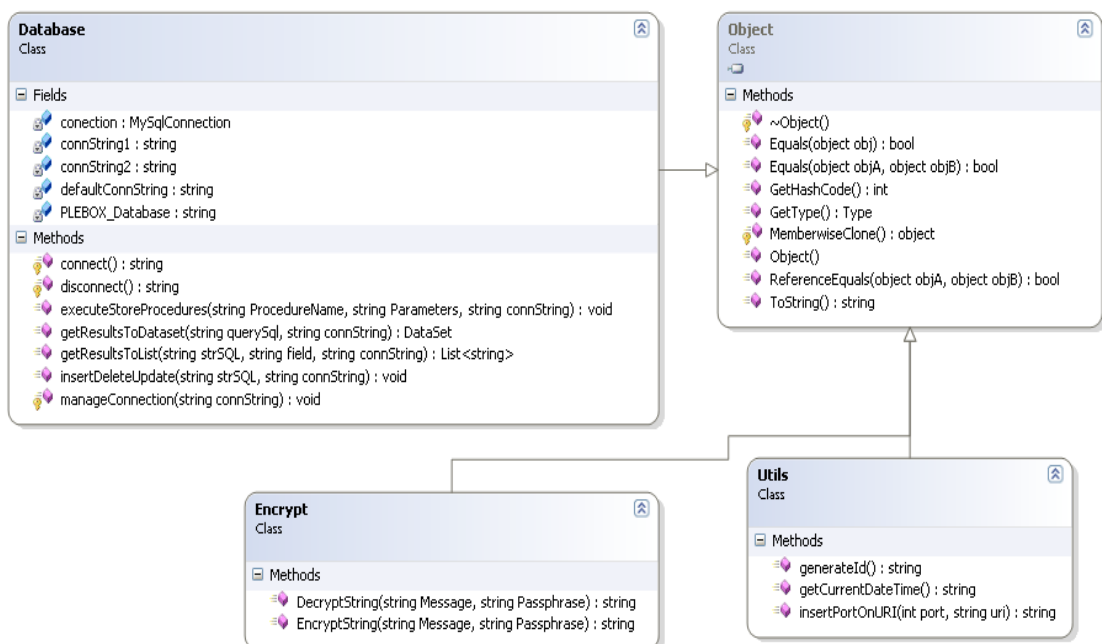 Database
Class
Fields
conection : MySqlConnection
connString1 : string
connString2 : string
defaultConnString : string
PLEBOX_Database : string
Methods
connect() : string
disconnect() : string
executeStoreProcedures(string ProcedureName, string Parameters, string connString) : void
getResultsToDataset(string querySql, string connString) : DataSet
getResultsToList(string strSQL, string field, string connString) : List<string>
insertDeleteUpdate(string strSQL, string connString) : void
manageConnection(string connString) : void
Object
Class
Methods
~Object()
Equals(object obj) : bool
Equals(object objA, object objB) : bool
GetHashCode() : int
GetType() : Type
MemberwiseClone() : object
Object()
ReferenceEquals(object objA, object objB) : bool
ToString() : string
Encrypt
Class
Methods
DecryptString(string Message, string Passphrase) : string
EncryptString(string Message, string Passphrase) : string
Utils
Class
Methods
generateId() : string
getCurrentDateTime() : string
insertPortOnURI(int port, string uri) : string